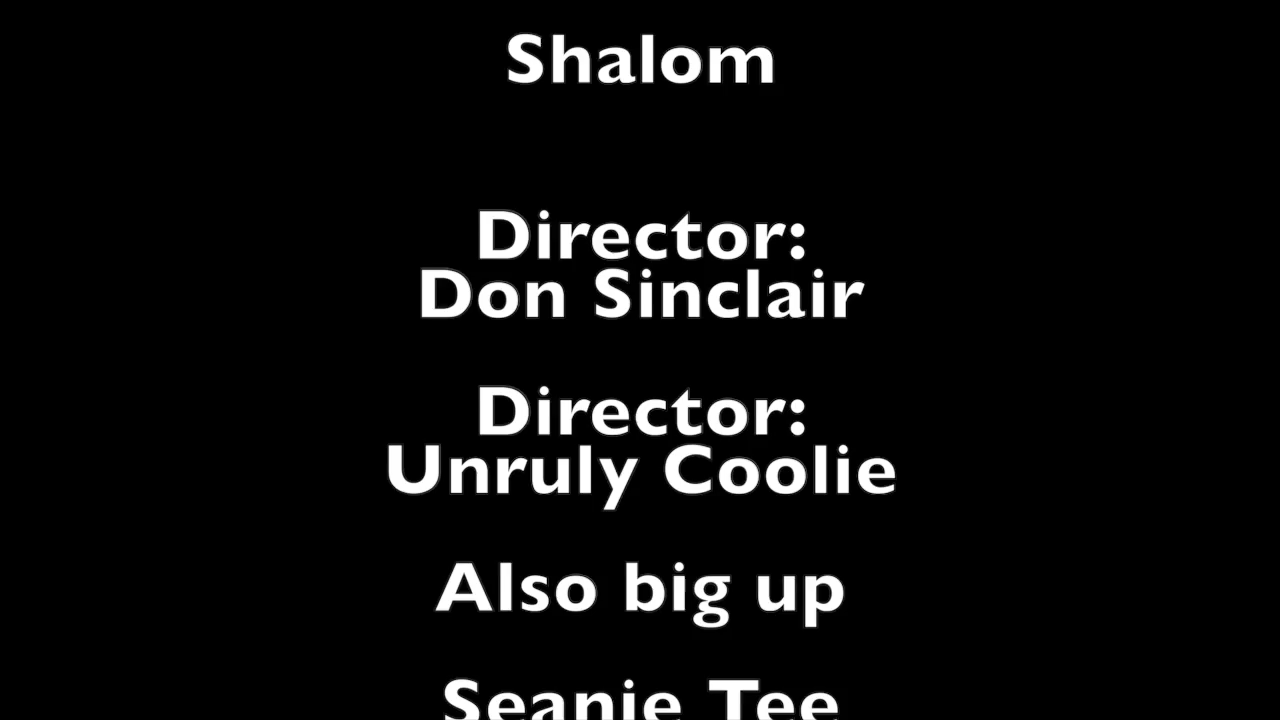 Shalom
Director:
Don Sinclair
Director:
Unruly Coolie
Also big up
Seanie Tee